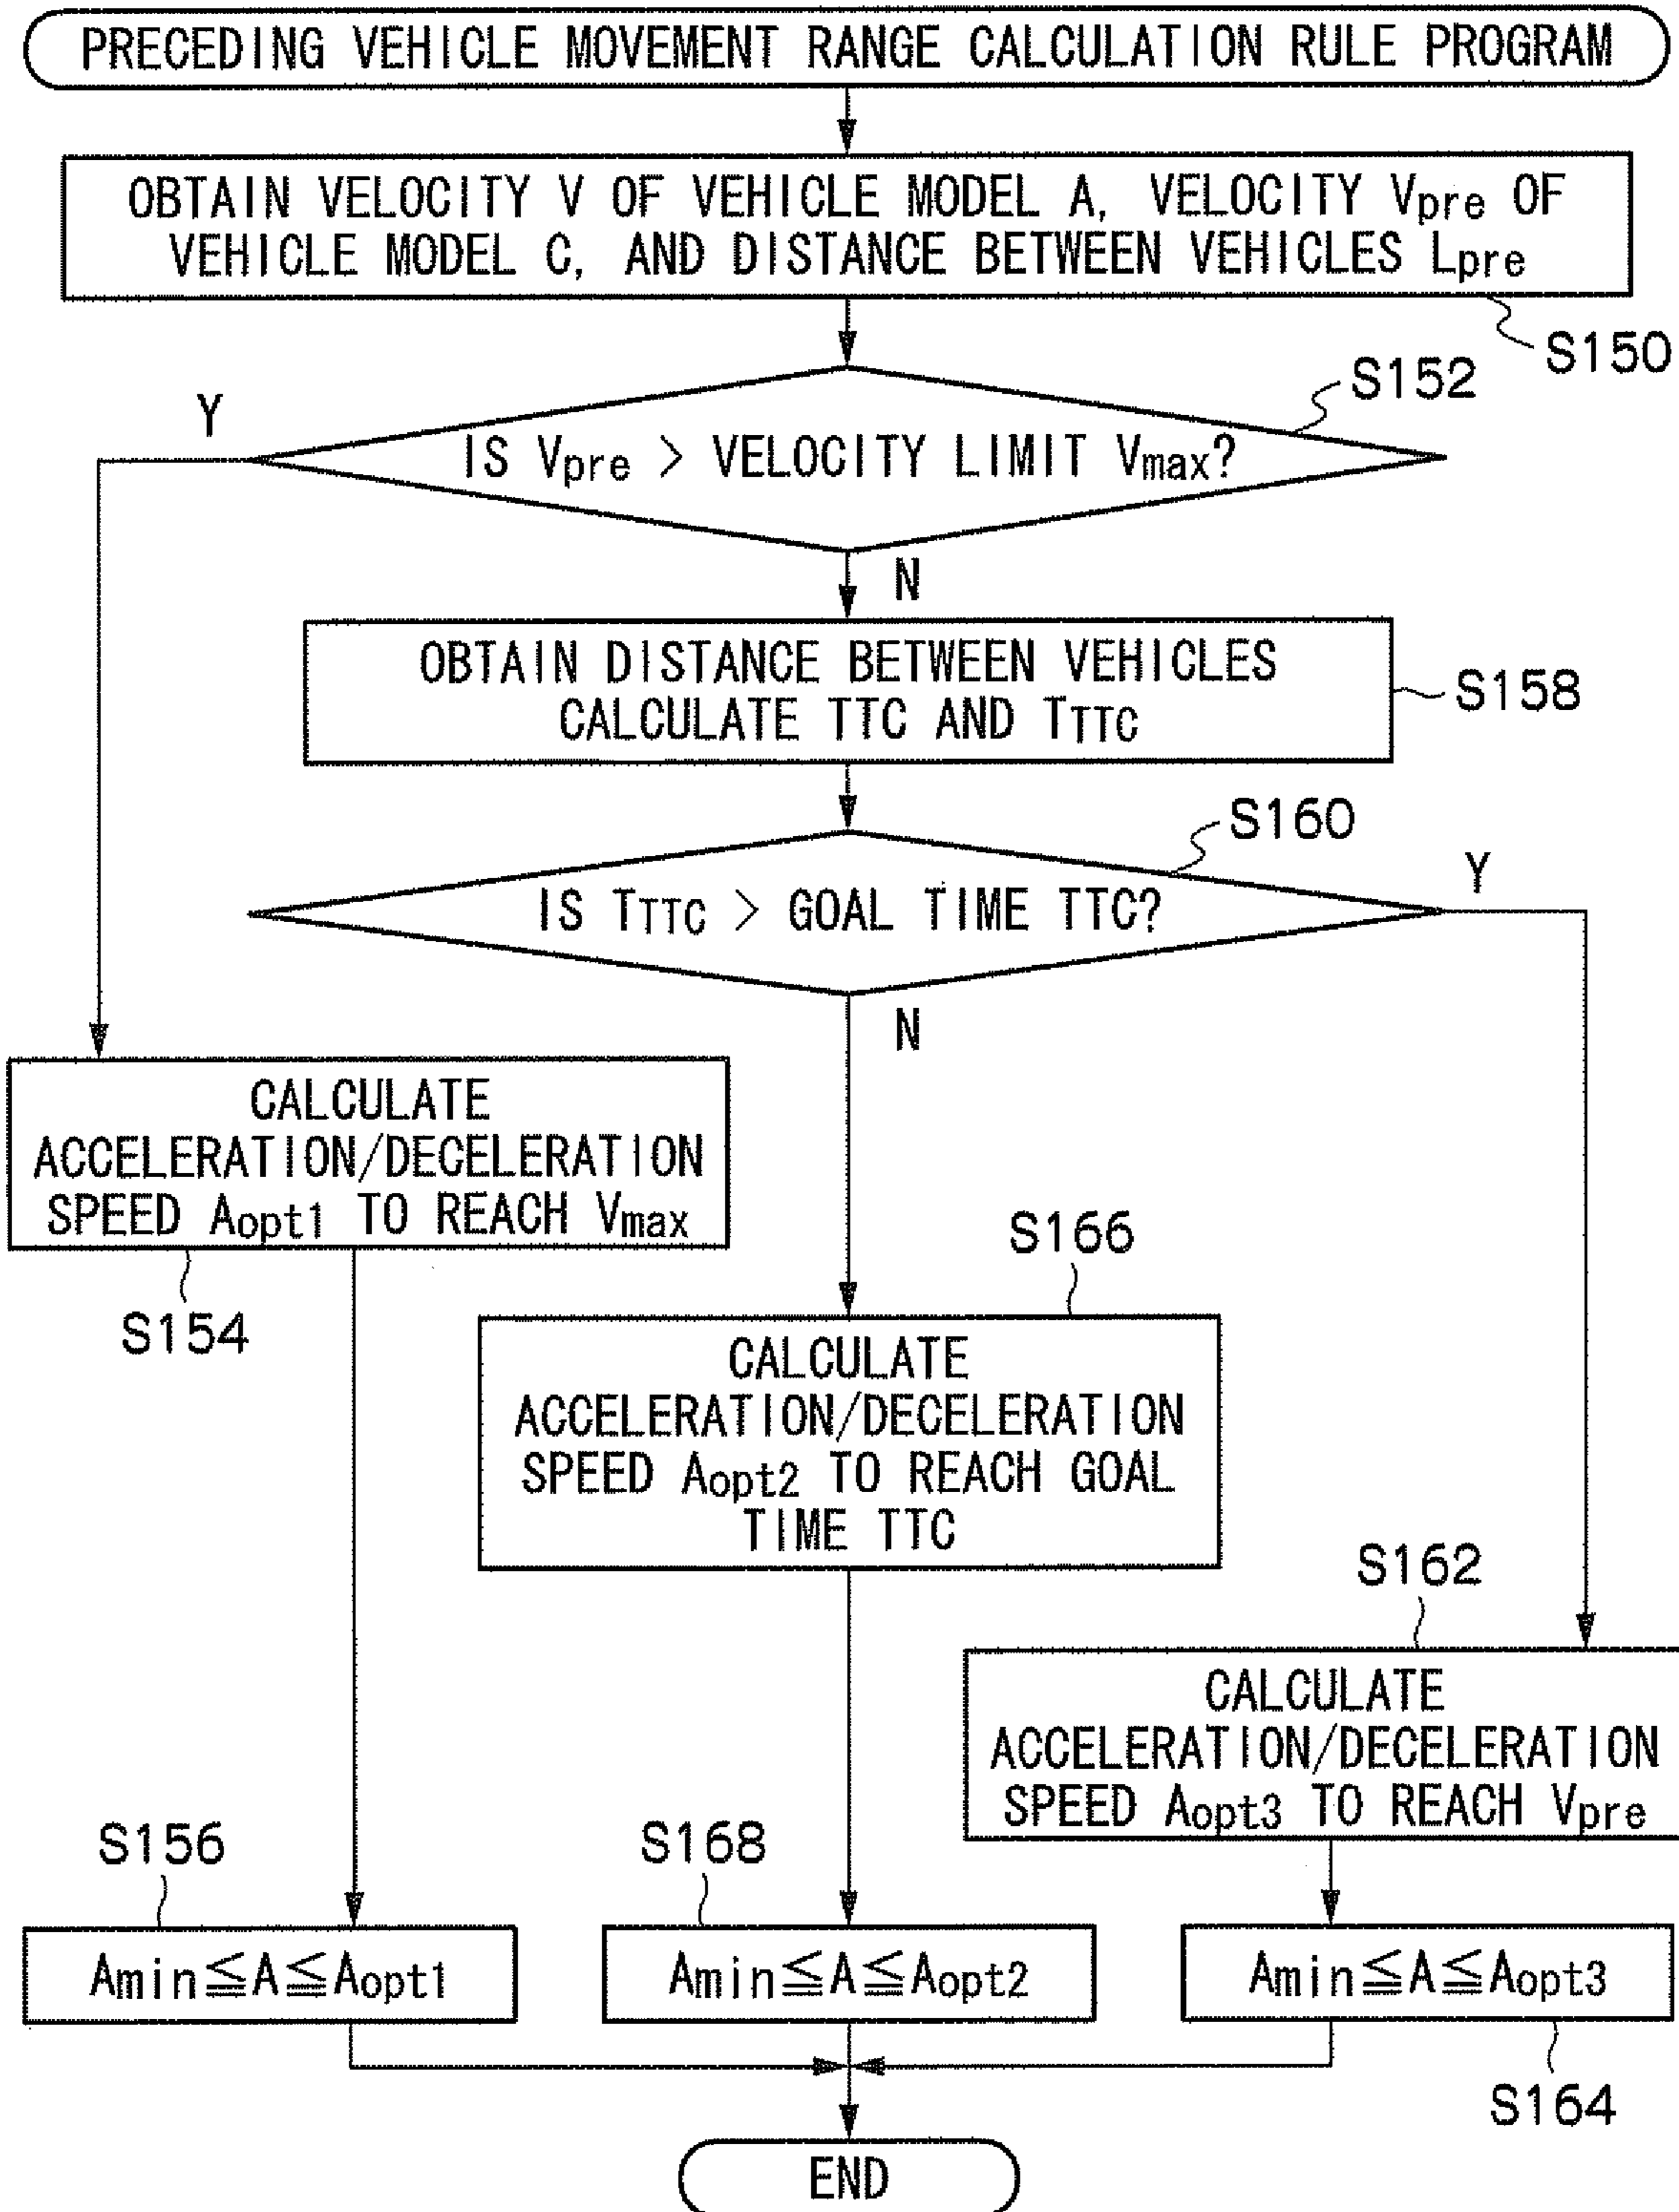 PRECEDING VEHICLE MOVEMENT RANGE CALCULATION RULE PROGRAM
OBTAIN VELOCITY V OF VEHICLE MODEL A, VELOCITY Vpre OF
VEHICLE MODEL C, AND DISTANCE BETWEEN VEHICLES Lpre
S150
S152
Y
IS Vpre > VELOCITY LIMIT Vmax?
N
OBTAIN DISTANCE BETWEEN VEHICLES
CALCULATE TTC AND TTTC
S158
S160
Y
IS TTTC > GOAL TIME TTC?
N
CALCULATE
ACCELERATION/DECELERATION
SPEED Aopt1 TO REACH Vmax
S154
S166
CALCULATE
ACCELERATION/DECELERATION
SPEED Aopt2 TO REACH GOAL
TIME TTC
S162
CALCULATE
ACCELERATION/DECELERATION
SPEED Aopt3 TO REACH Vpre
S156
S168
Amin≦A≦Aopt1
Amin≦A≦Aopt2
Amin≦A≦Aopt3
S164
END